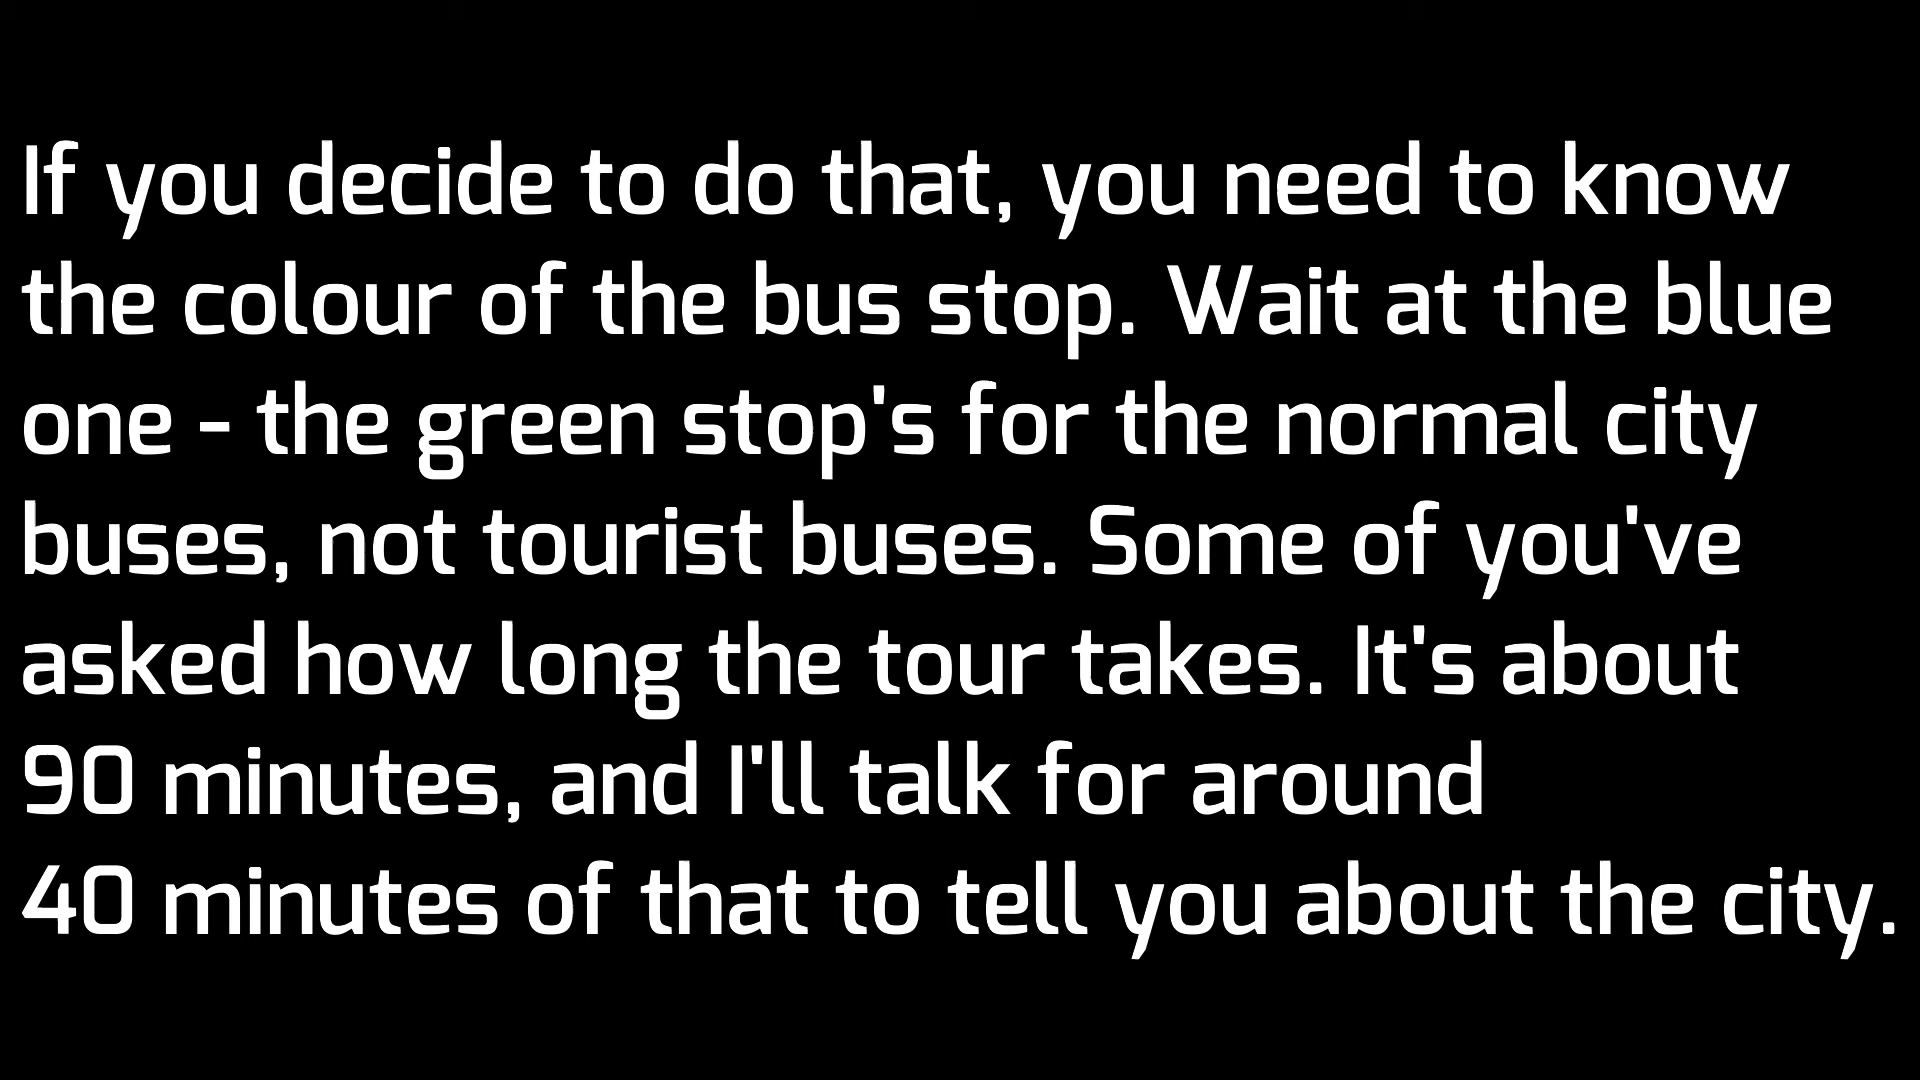 If you decide to do that, you need to know
the colour of the bus stop. Wait at the blue
one - the green stop's for the normal city
buses, not tourist buses. Some of you've
asked how long the tour takes. It's about
90 minutes, and I'll talk for around
40 minutes of that to tell you about the city.